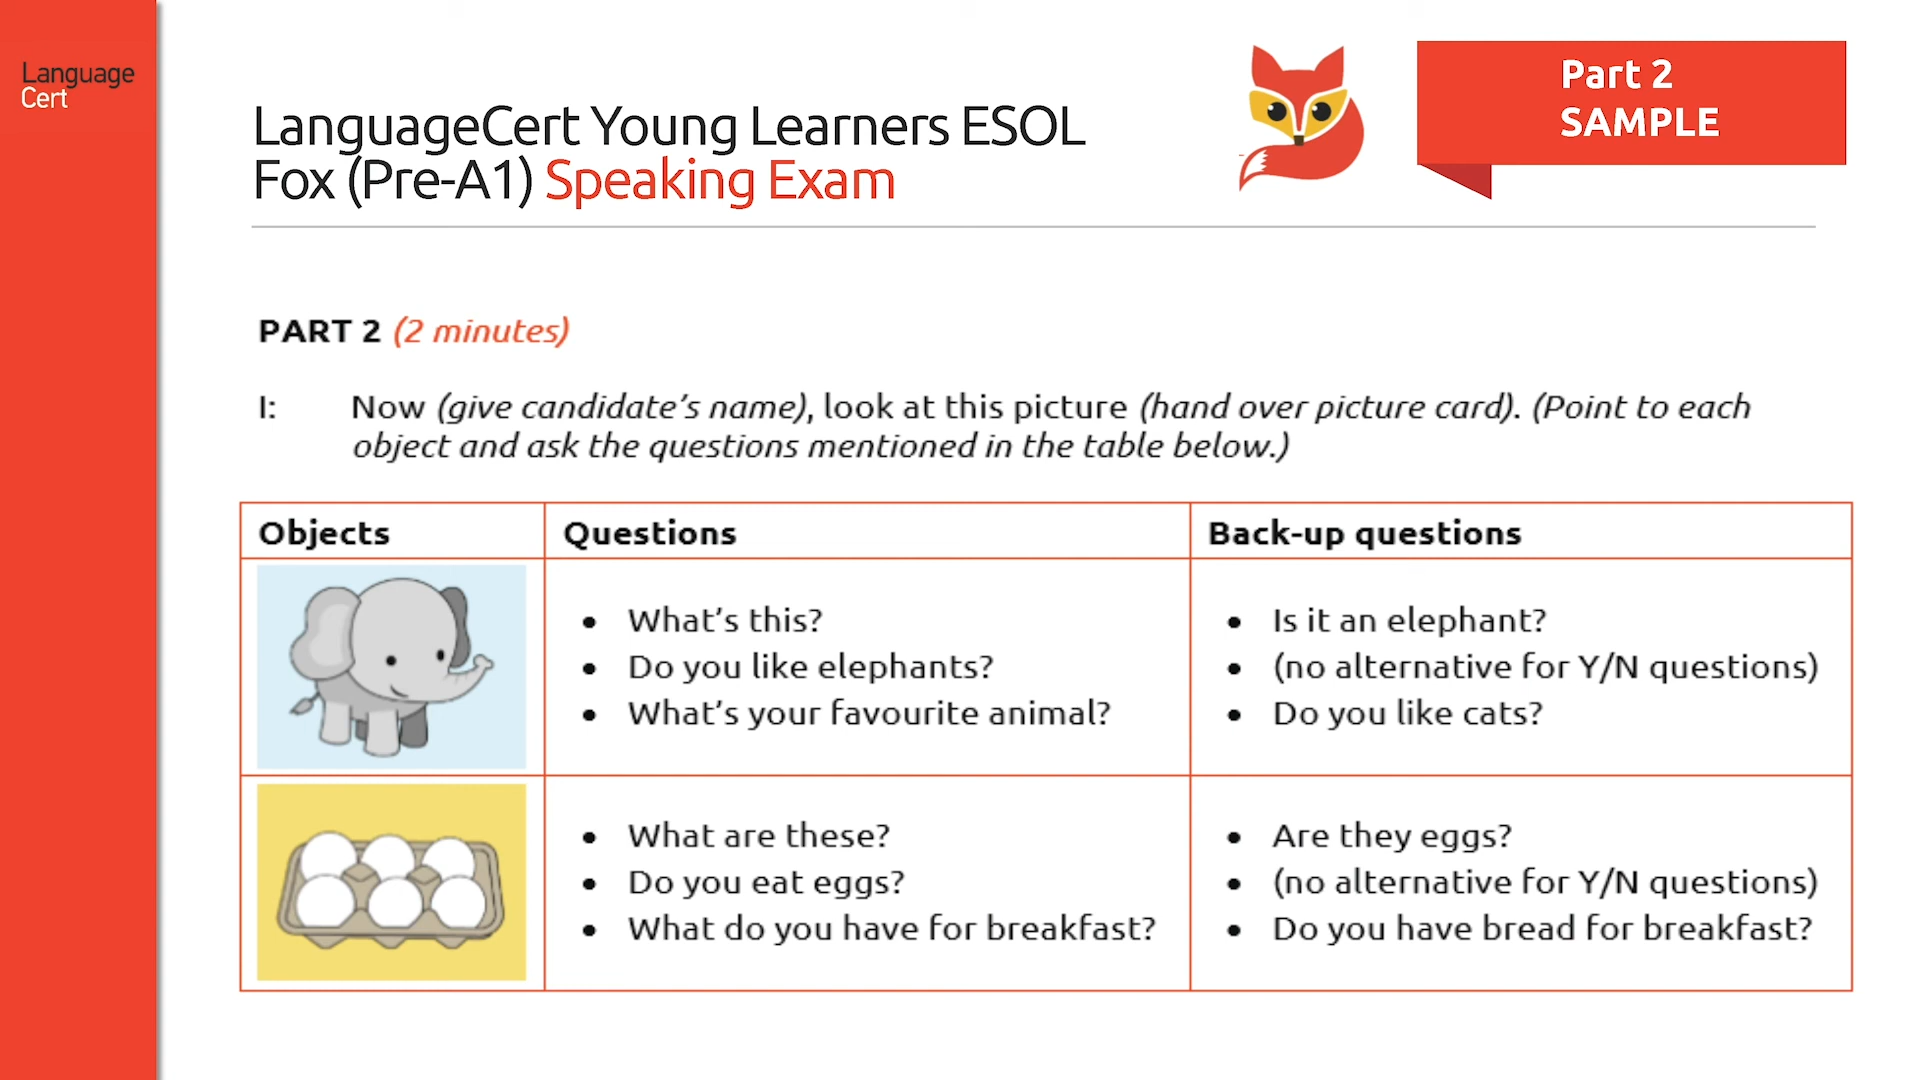 Language
Cert
LanguageCert Young Learners ESOL
Fox (Pre-A1) Speaking Exam
Part 2
SAMPLE
PART 2 (2 minutes)
I: Now (give candidate's name), look at this picture (hand over picture card). (Point to each
object and ask the questions mentioned in the table below.)
Objects Questions Back-up questions
• What's this? • Is it an elephant?
• Do you like elephants? • (no alternative for Y/N questions)
• What's your favourite animal? • Do you like cats?
• What are these? • Are they eggs?
• Do you eat eggs? • (no alternative for Y/N questions)
• What do you have for breakfast? • Do you have bread for breakfast?